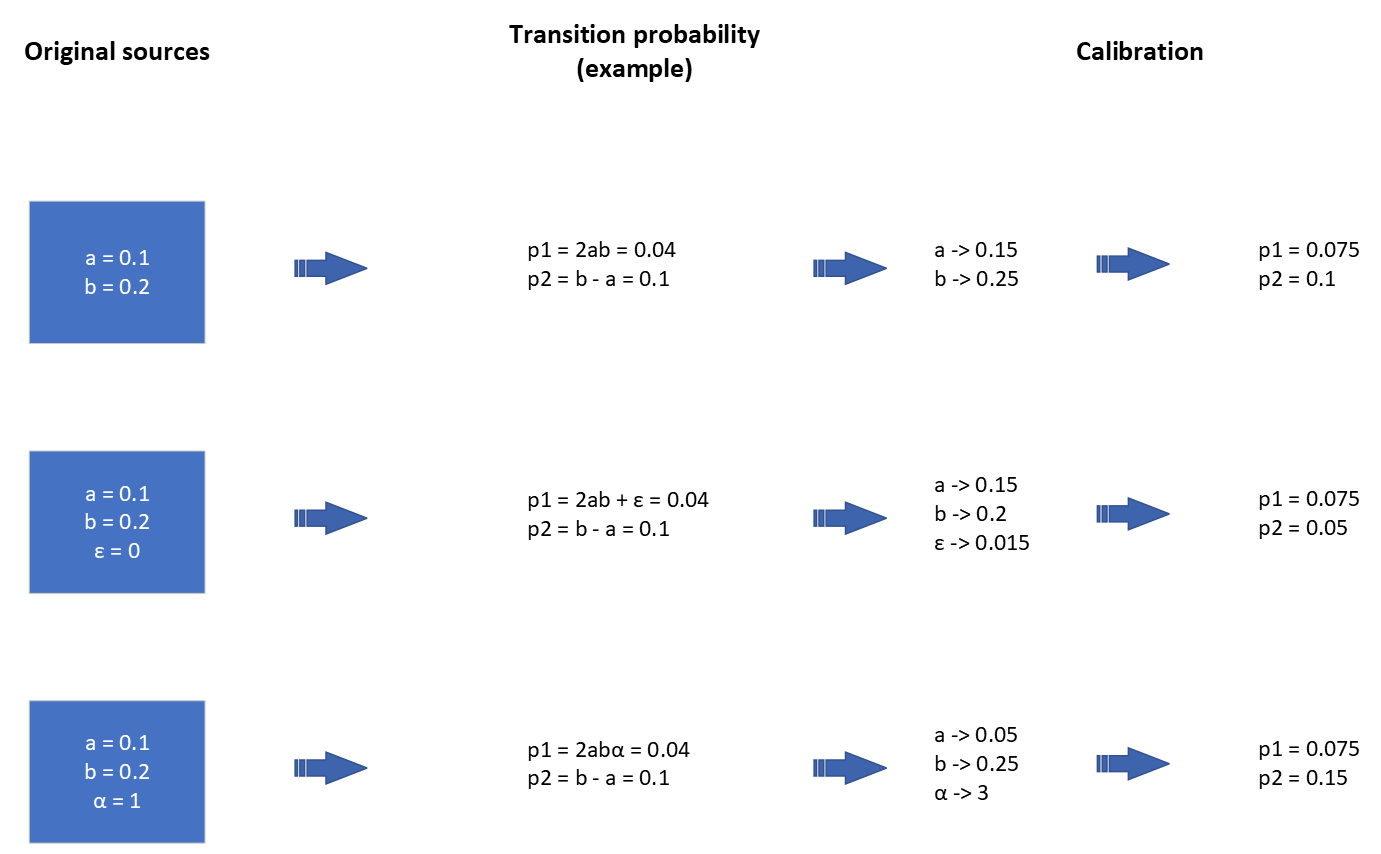 Original sources
Transition probability
(example)
Calibration
a = 0.1
b = 0.2
p1 = 2ab = 0.04
p2 = b - a = 0.1
a -> 0.15
b -> 0.25
p1 = 0.075
p2 = 0.1
a = 0.1
b = 0.2
ε = 0
p1 = 2ab + ε = 0.04
p2 = b - a = 0.1
a -> 0.15
b -> 0.2
ε -> 0.015
p1 = 0.075
p2 = 0.05
a = 0.1
b = 0.2
α = 1
p1 = 2abα = 0.04
p2 = b - a = 0.1
a -> 0.05
b -> 0.25
α -> 3
p1 = 0.075
p2 = 0.15